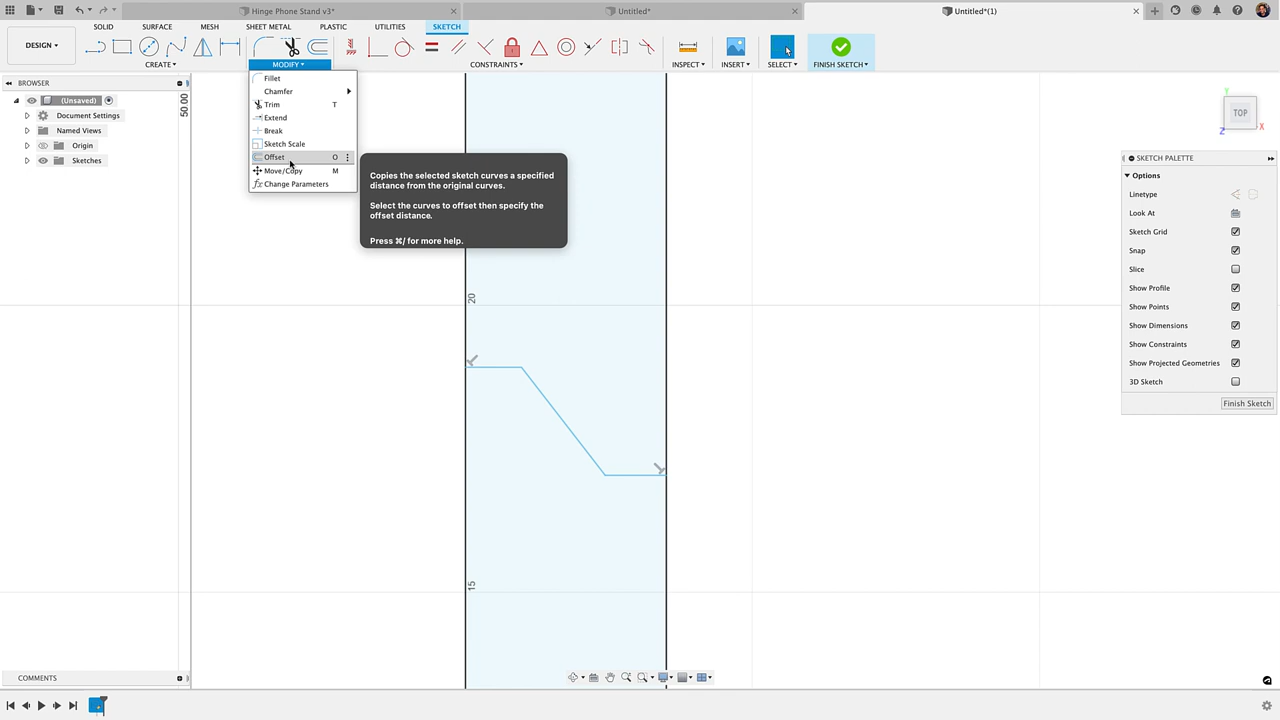 Hinge Phone Stand v3*
Untitled*
Untitled*(1)
DESIGN
SOLID
SURFACE
MESH
SHEET METAL
PLASTIC
UTILITIES
SKETCH
CREATE
MODIFY
CONSTRAINTS
INSPECT
INSERT
SELECT
FINISH SKETCH
BROWSER
(Unsaved)
Document Settings
Named Views
Origin
Sketches
50.00
Fillet
Chamfer
Trim T
Extend
Break
Sketch Scale
Offset O
Move/Copy M
Change Parameters
Copies the selected sketch curves a specified
distance from the original curves.
Select the curves to offset then specify the
offset distance.
Press ⌘/ for more help.
20
15
TOP
Y
X
Z
SKETCH PALETTE
Options
Linetype
Look At
Sketch Grid
Snap
Slice
Show Profile
Show Points
Show Dimensions
Show Constraints
Show Projected Geometries
3D Sketch
Finish Sketch
COMMENTS